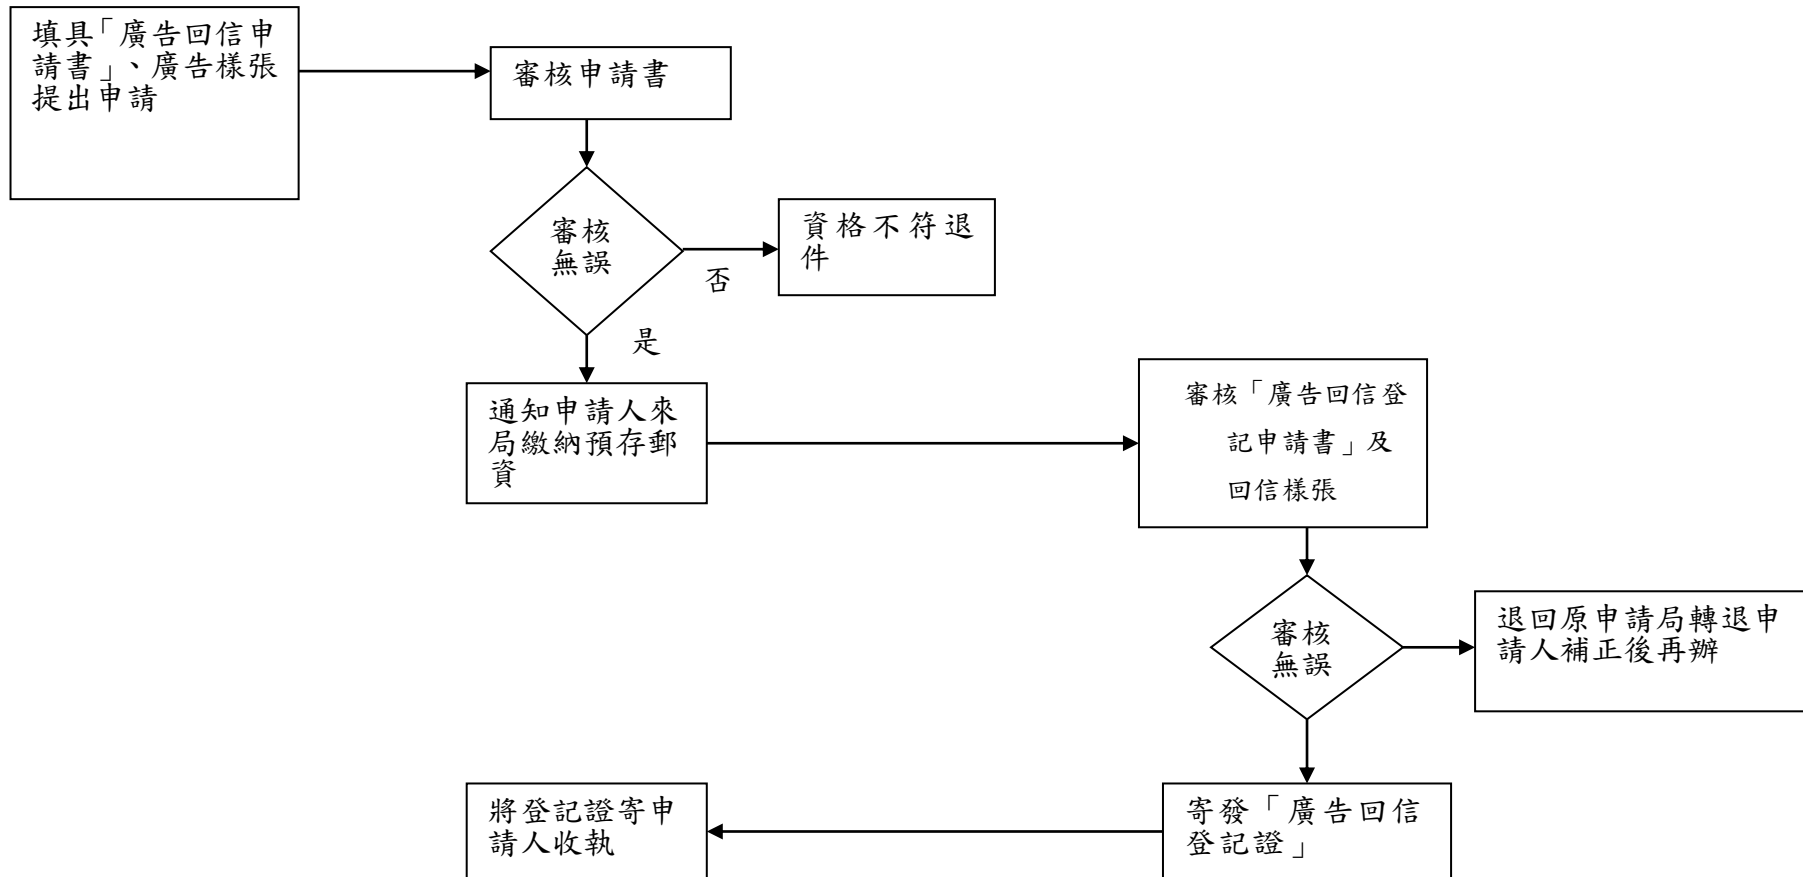 填具「廣告回信申
請書」、廣告樣張
提出申請
審核申請書
審核
無誤
否
資格不符退
件
是
通知申請人來
局繳納預存郵
資
審核「廣告回信登
記申請書」及
回信樣張
審核
無誤
退回原申請局轉退申
請人補正後再辦
寄發「廣告回信
登記證」
將登記證寄申
請人收執